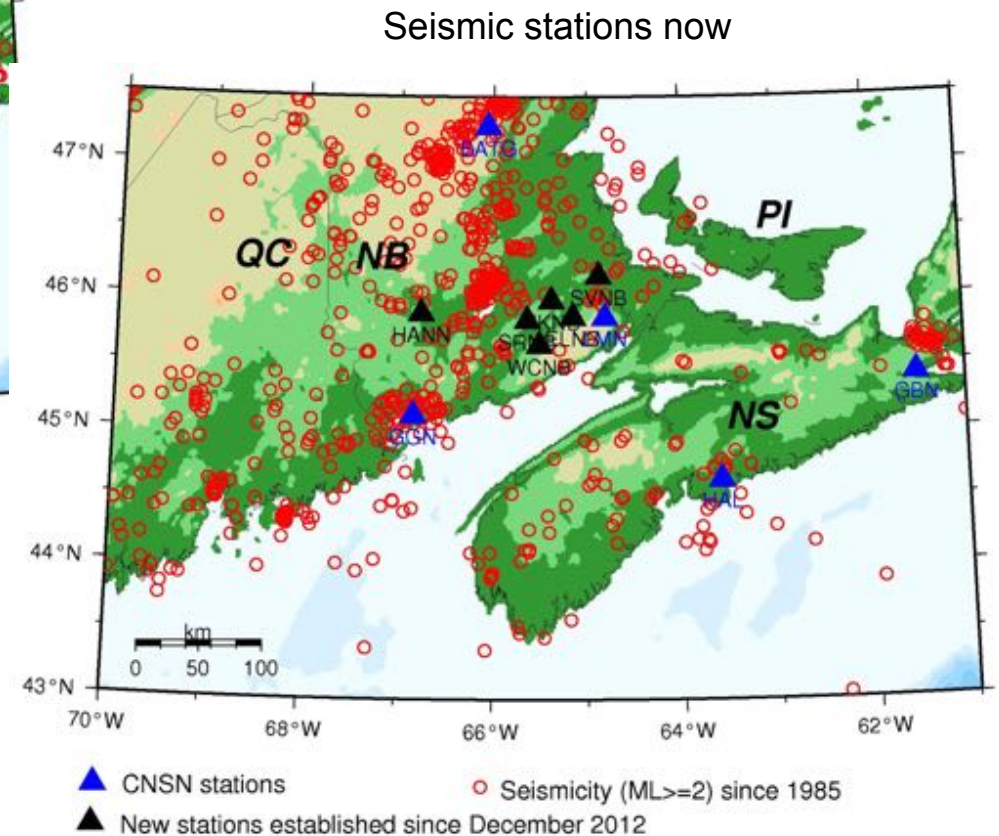 Seismic stations now
47°N
46°N
45°N
44°N
43°N
70°W
68°W
66°W
64°W
62°W
BATG
QC
NB
PI
SVNB
HANN
WCNB
GGN
GBN
NS
HAL
km
0 50 100
CNSN stations
Seismicity (ML>=2) since 1985
New stations established since December 2012